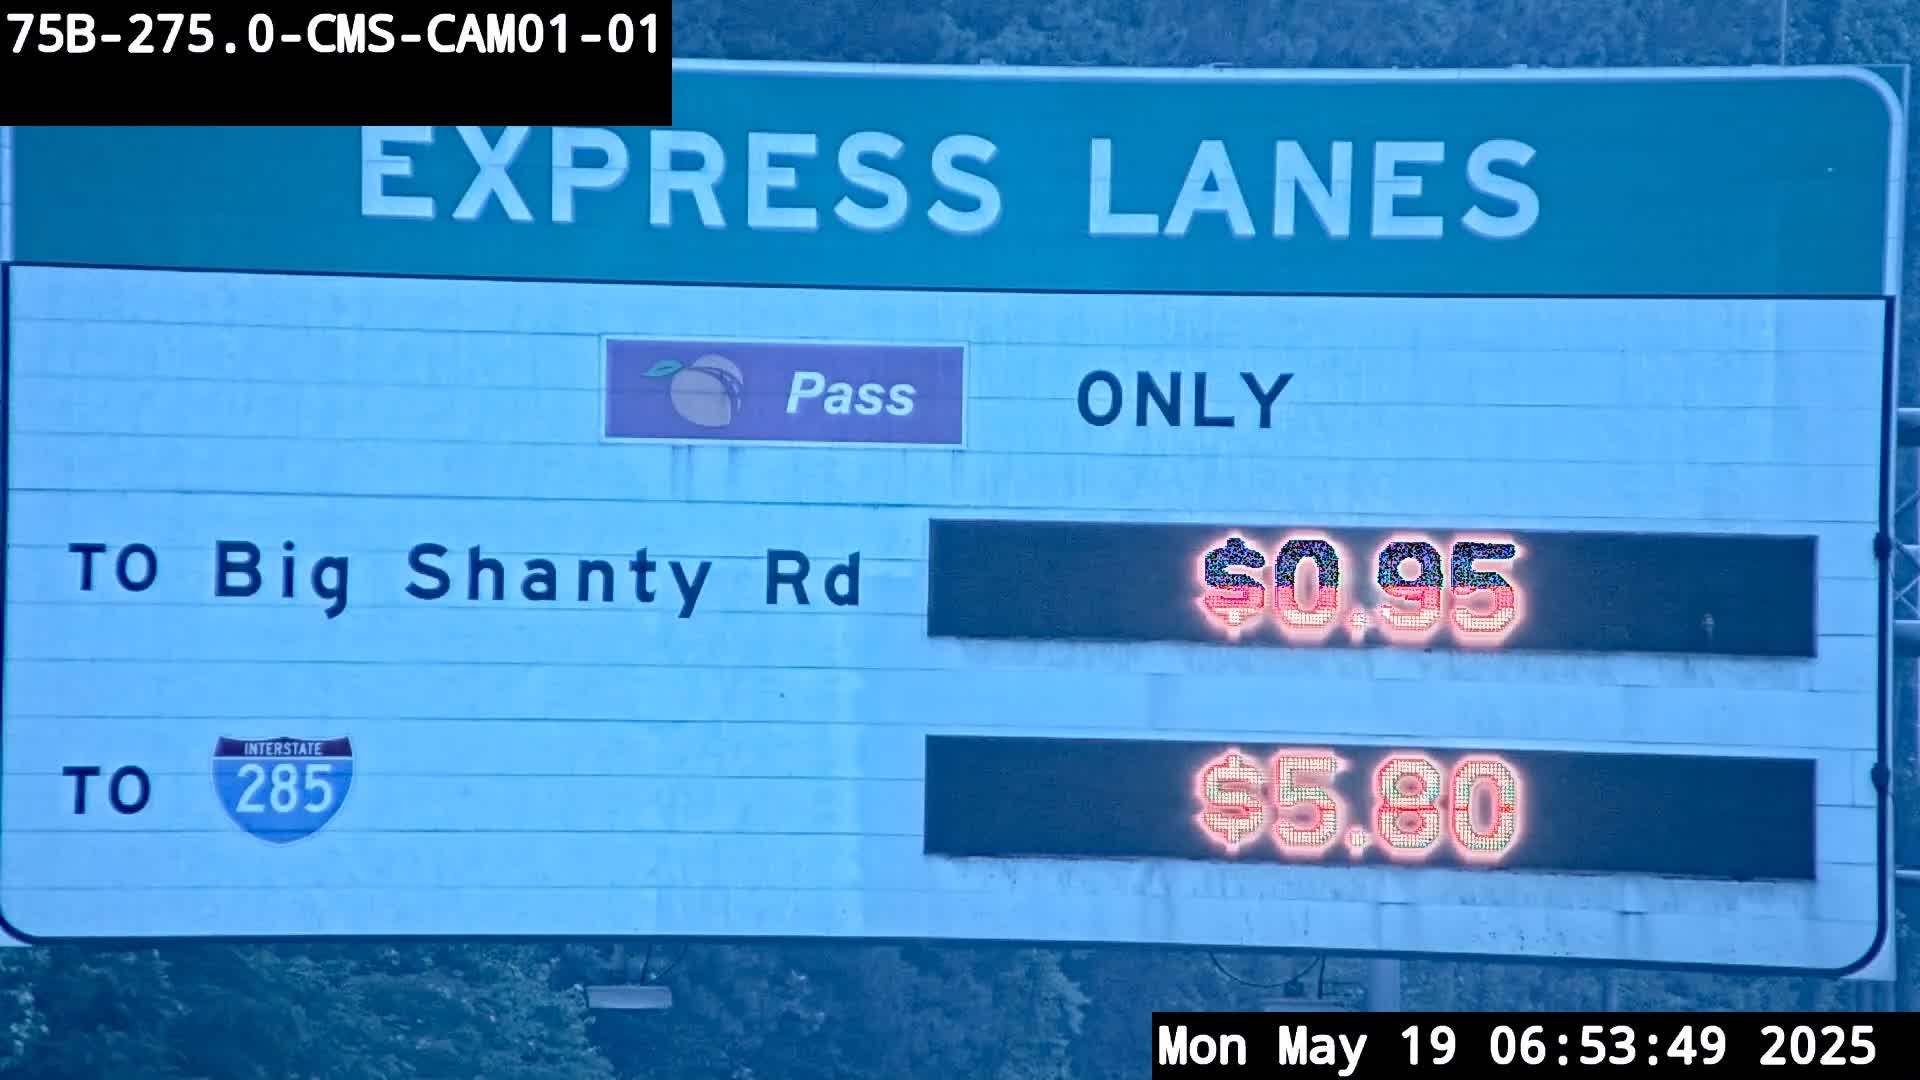 75B-275.0-CMS-CAM01-01
EXPRESS LANES
Pass ONLY
TO Big Shanty Rd $0.95
TO INTERSTATE 285 $5.80
Mon May 19 06:53:49 2025